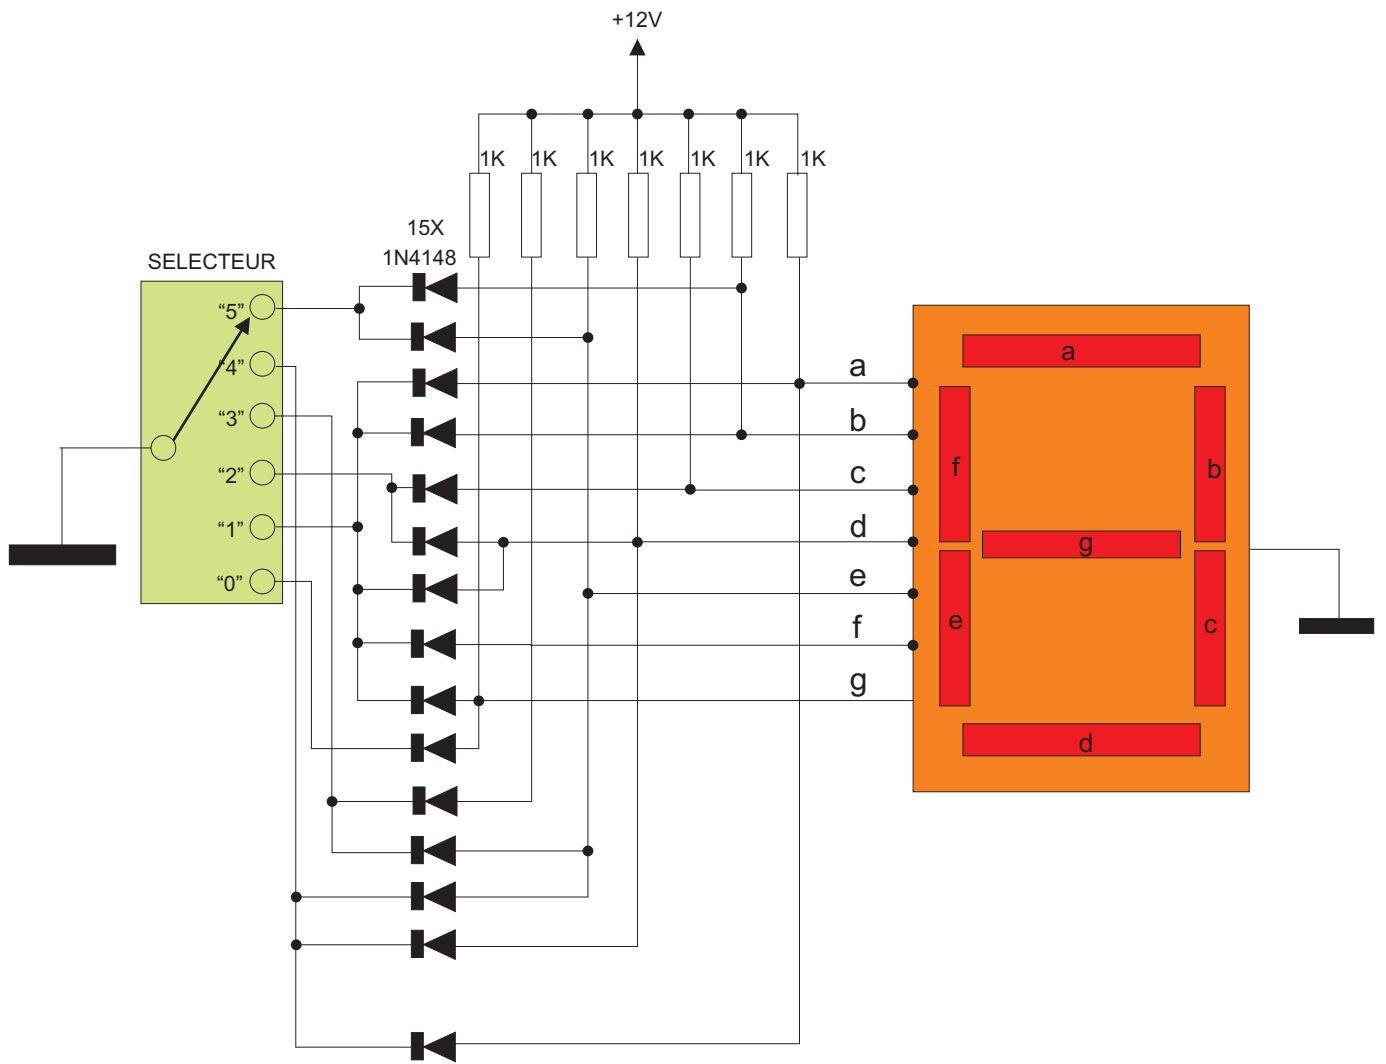 +12V
1K 1K 1K 1K 1K 1K 1K
15X
1N4148
SELECTEUR
“5”
“4”
“3”
“2”
“1”
“0”
a
b
c
d
e
f
g
a
f
b
g
e
c
d